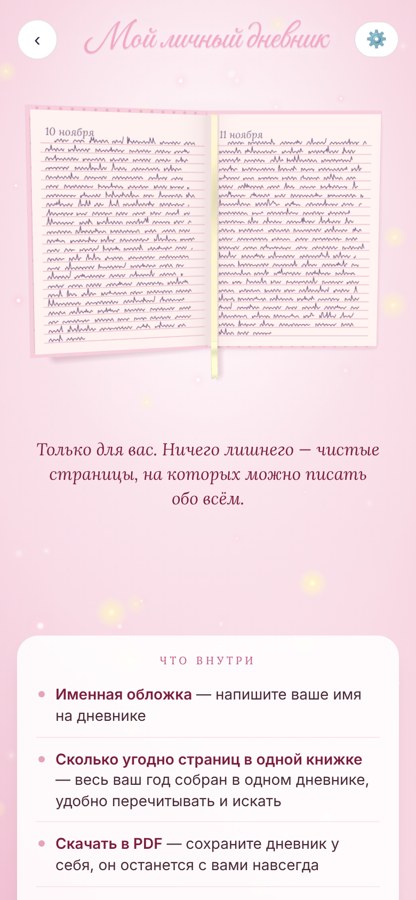 Мой личный дневник
10 ноября
11 ноября
Только для вас. Ничего лишнего — чистые
страницы, на которых можно писать
обо всём.
ЧТО ВНУТРИ
Именная обложка — напишите ваше имя
на дневнике
Сколько угодно страниц в одной книжке
— весь ваш год собран в одном дневнике,
удобно перечитывать и искать
Скачать в PDF — сохраните дневник у
себя, он останется с вами навсегда